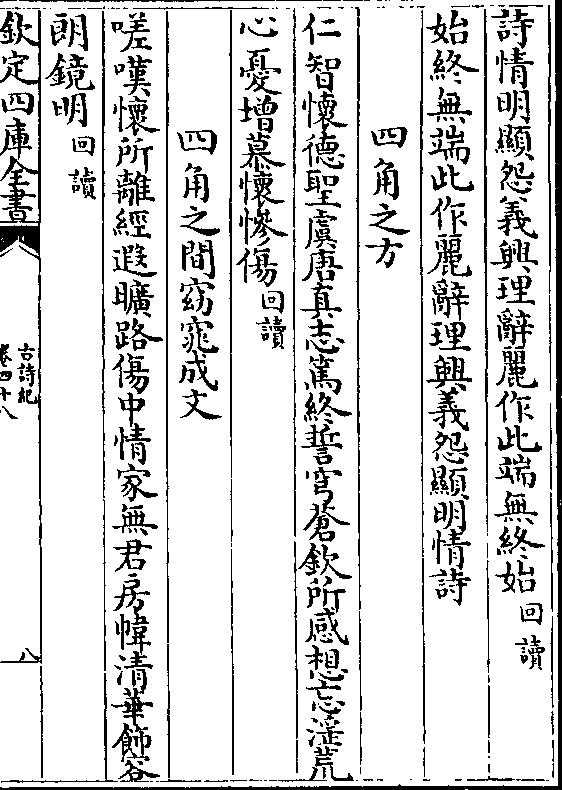 詩情明顯怨義興理辭麗作此端無終始回讀
始終無端此作麗辭理興義怨顯明情詩
四角之方
仁智懷德聖虞唐真志篤終誓穹蒼欽所感想忘淫荒
心憂增慕懷慘傷回讀
四角之間窈窕成文
嗟嘆懷所離經遐曠路傷中情家無君房幃清華飾容
朗鏡明回讀
欽定四庫全書
古詩紀
卷四十八
八